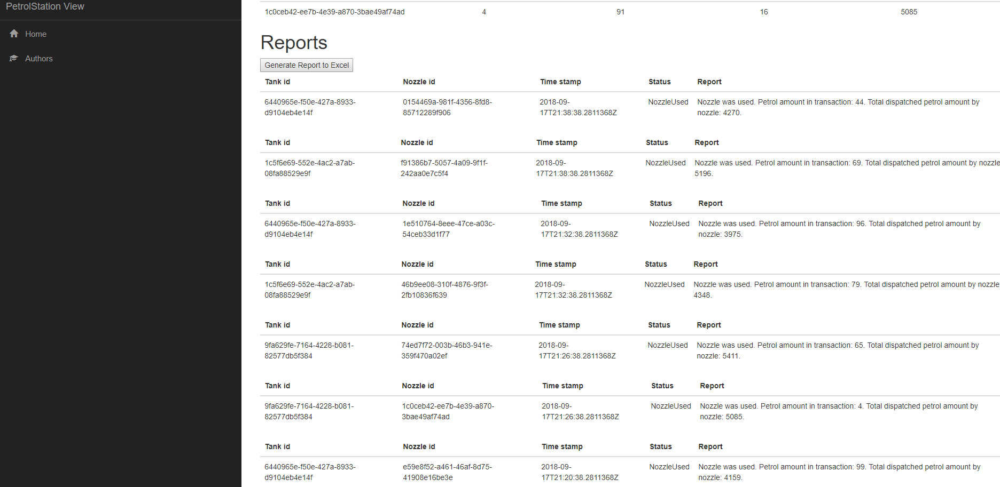 PetrolStation View
Home
Authors
1c0ceb42-ee7b-4e39-a870-3bae49af74ad 4 91 16 5085
Reports
Generate Report to Excel
Tank id Nozzle id Time stamp Status Report
6440965e-f50e-427a-8933- 0154469a-981f-4356-8fd8- 2018-09- NozzleUsed Nozzle was used. Petrol amount in transaction: 44. Total dispatched petrol amount by
d9104eb4e14f 85712289f906 17T21:38:38.2811368Z nozzle: 4270.
Tank id Nozzle id Time stamp Status Report
1c5f6e69-552e-4ac2-a7ab- f91386b7-5057-4a09-9f1f- 2018-09- NozzleUsed Nozzle was used. Petrol amount in transaction: 69. Total dispatched petrol amount by nozzle
08fa88529e9f 242aa0e7c5f4 17T21:38:38.2811368Z 5196.
Tank id Nozzle id Time stamp Status Report
6440965e-f50e-427a-8933- 1e510764-8eee-47ce-a03c- 2018-09- NozzleUsed Nozzle was used. Petrol amount in transaction: 96. Total dispatched petrol amount by
d9104eb4e14f 54ceb33d1f77 17T21:32:38.2811368Z nozzle: 3975.
Tank id Nozzle id Time stamp Status Report
1c5f6e69-552e-4ac2-a7ab- 46b9ee08-310f-4876-9f3f- 2018-09- NozzleUsed Nozzle was used. Petrol amount in transaction: 79. Total dispatched petrol amount by nozzle
08fa88529e9f 2fb10836f639 17T21:32:38.2811368Z 4348.
Tank id Nozzle id Time stamp Status Report
9fa629fe-7164-4228-b081- 74ed7f72-003b-46b3-941e- 2018-09- NozzleUsed Nozzle was used. Petrol amount in transaction: 65. Total dispatched petrol amount by
82577db5f384 359f470a02ef 17T21:26:38.2811368Z nozzle: 5411.
Tank id Nozzle id Time stamp Status Report
9fa629fe-7164-4228-b081- 1c0ceb42-ee7b-4e39-a870- 2018-09- NozzleUsed Nozzle was used. Petrol amount in transaction: 4. Total dispatched petrol amount by
82577db5f384 3bae49af74ad 17T21:26:38.2811368Z nozzle: 5085.
Tank id Nozzle id Time stamp Status Report
6440965e-f50e-427a-8933- e59e8f52-a461-46af-8d75- 2018-09- NozzleUsed Nozzle was used. Petrol amount in transaction: 99. Total dispatched petrol amount by
d9104eb4e14f 41908e16be3e 17T21:20:38.2811368Z nozzle: 4159.